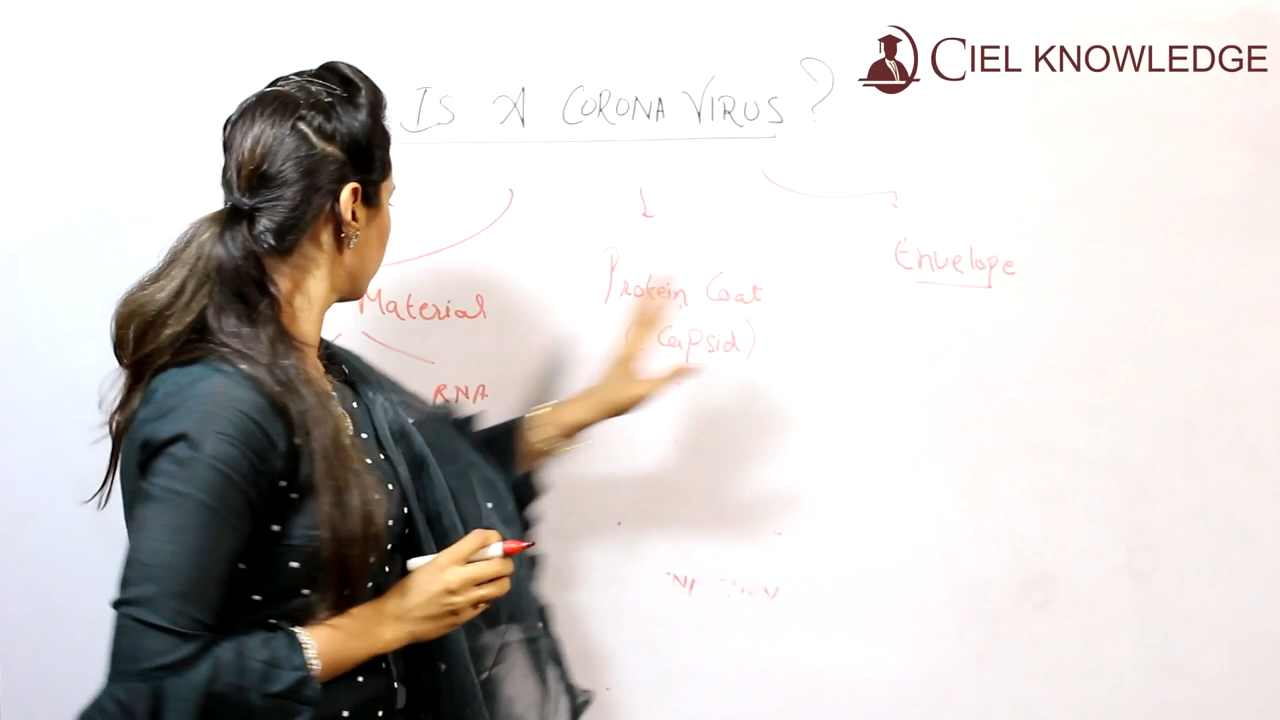 CIEL KNOWLEDGE
IS A CORONA VIRUS ?
Envelope
Protein Coat
Material
(Capsid)
RNA